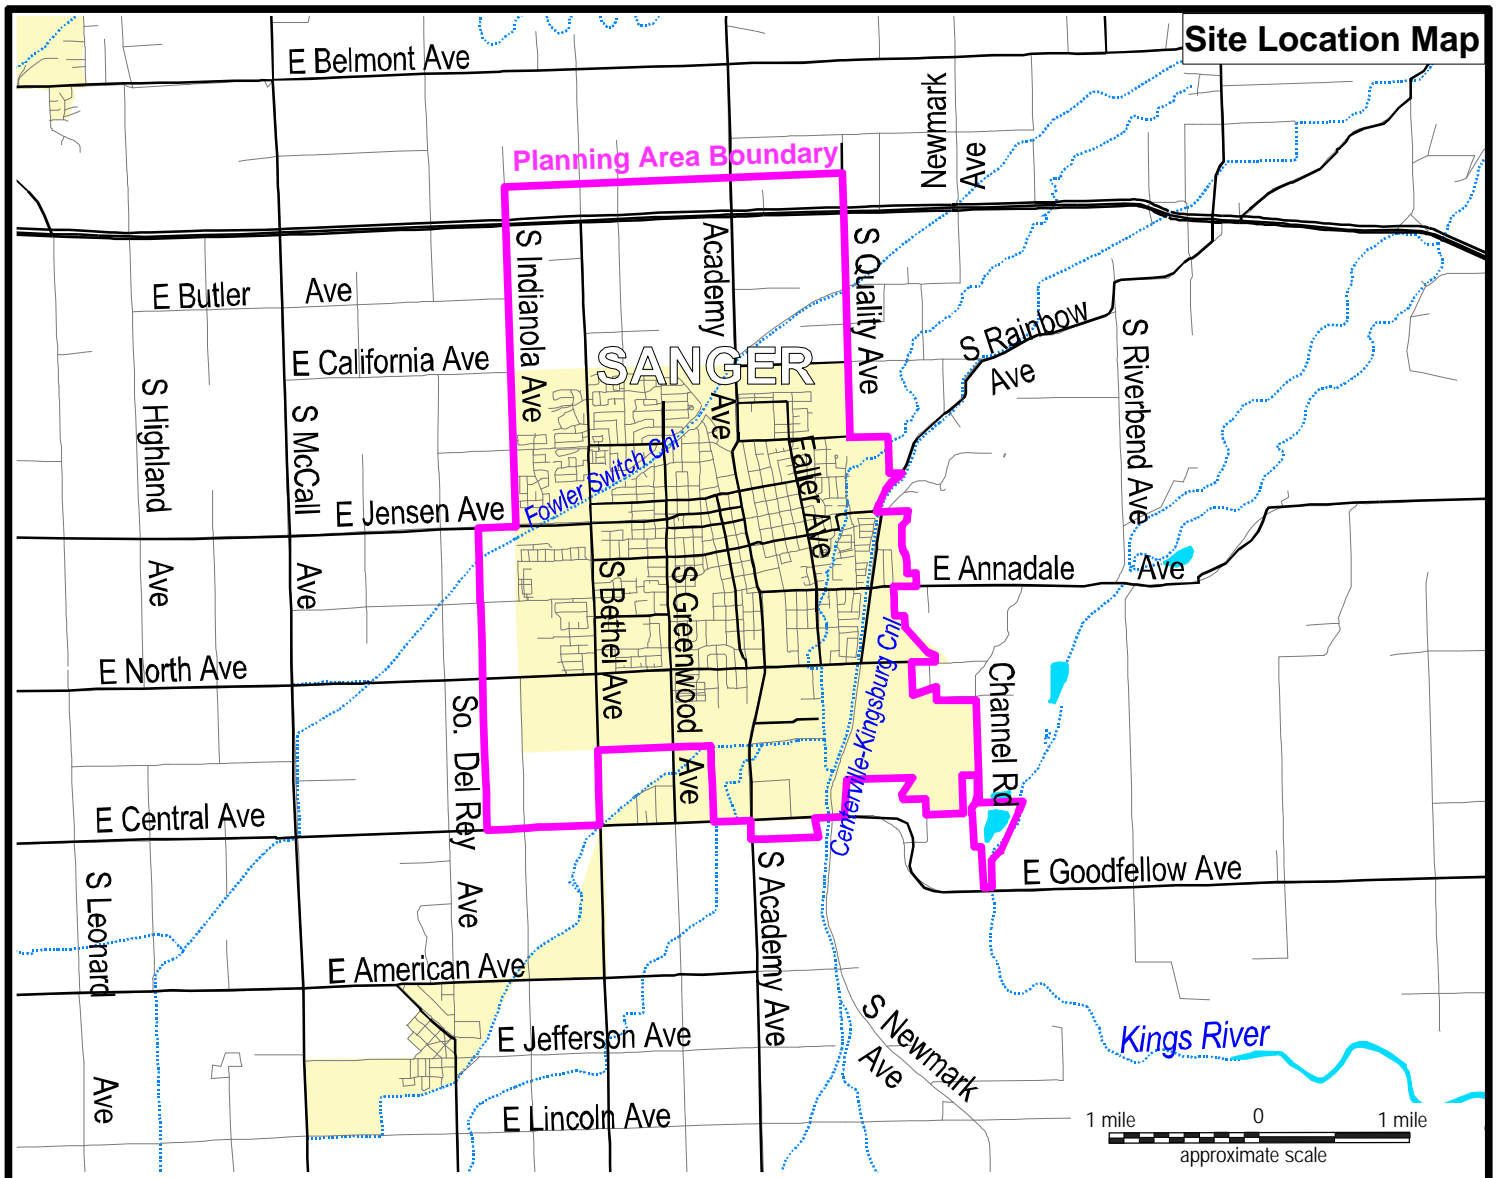 Site Location Map
E Belmont Ave
Newmark
Ave
Planning Area Boundary
S Indianola Ave
Academy
Ave
S Quality Ave
E Butler Ave
S Rainbow
Ave
S Riverbend Ave
E California Ave
SANGER
S Highland
Ave
S McCall
Ave
Fowler Switch Cnl
Faller Ave
E Jensen Ave
E Annadale Ave
S Bethel Ave
S Greenwood
Ave
Centerville-Kingsburg Cnl
E North Ave
Channel Rd
So. Del Rey
Ave
E Central Ave
E Goodfellow Ave
S Leonard
Ave
S Academy Ave
E American Ave
S Newmark
Ave
E Jefferson Ave
Kings River
E Lincoln Ave
1 mile 0 1 mile
approximate scale